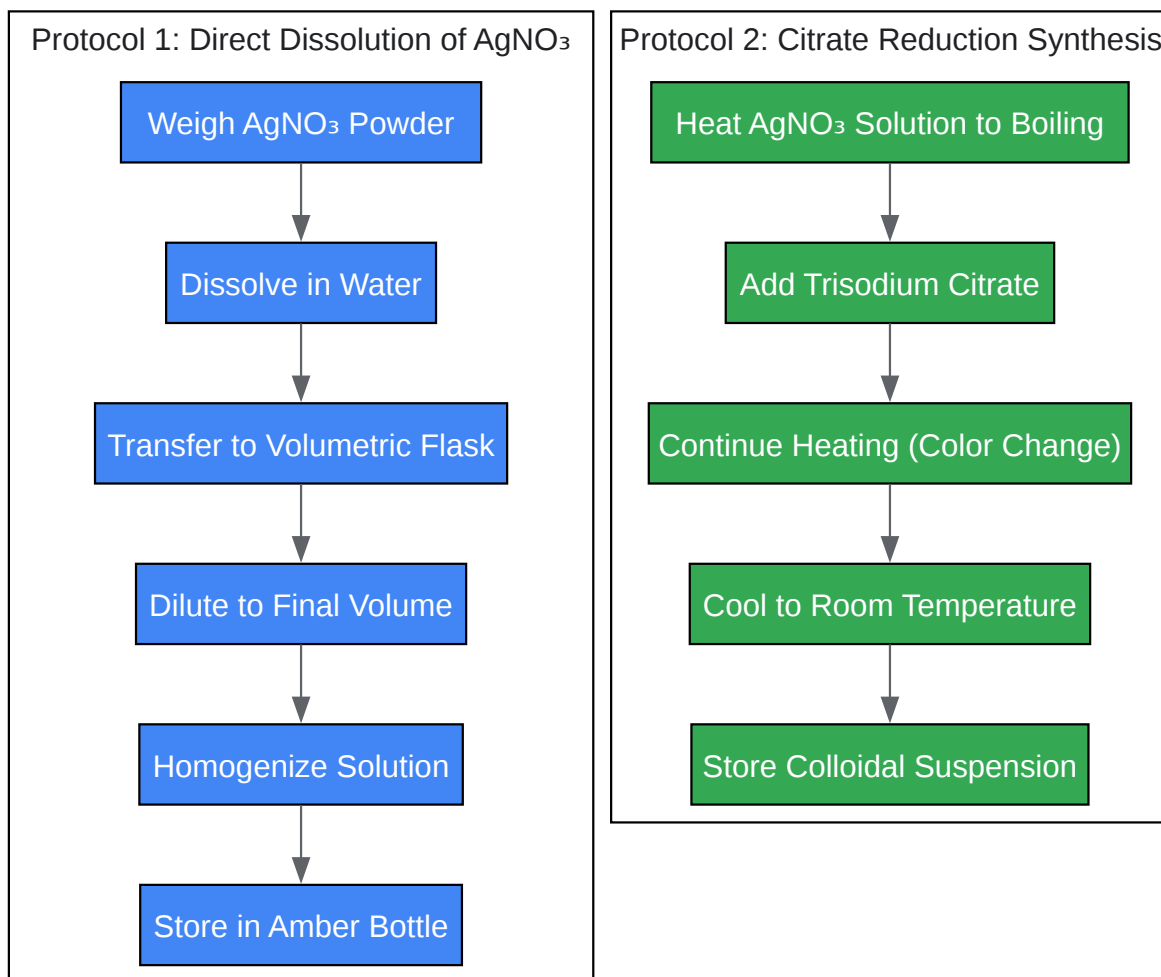 Protocol 1: Direct Dissolution of AgNO₃
Weigh AgNO₃ Powder
Dissolve in Water
Transfer to Volumetric Flask
Dilute to Final Volume
Homogenize Solution
Store in Amber Bottle
Protocol 2: Citrate Reduction Synthesis
Heat AgNO₃ Solution to Boiling
Add Trisodium Citrate
Continue Heating (Color Change)
Cool to Room Temperature
Store Colloidal Suspension